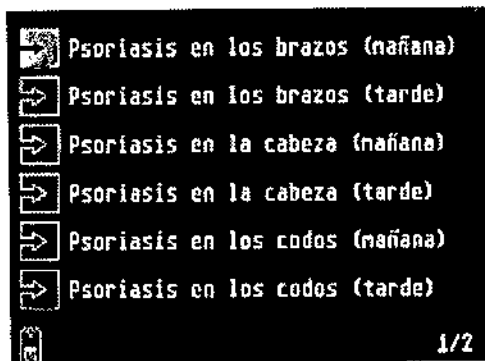 Psoriasis en los brazos (mañana)
Psoriasis en los brazos (tarde)
Psoriasis en la cabeza (mañana)
Psoriasis en la cabeza (tarde)
Psoriasis en los codos (mañana)
Psoriasis en los codos (tarde)
1/2